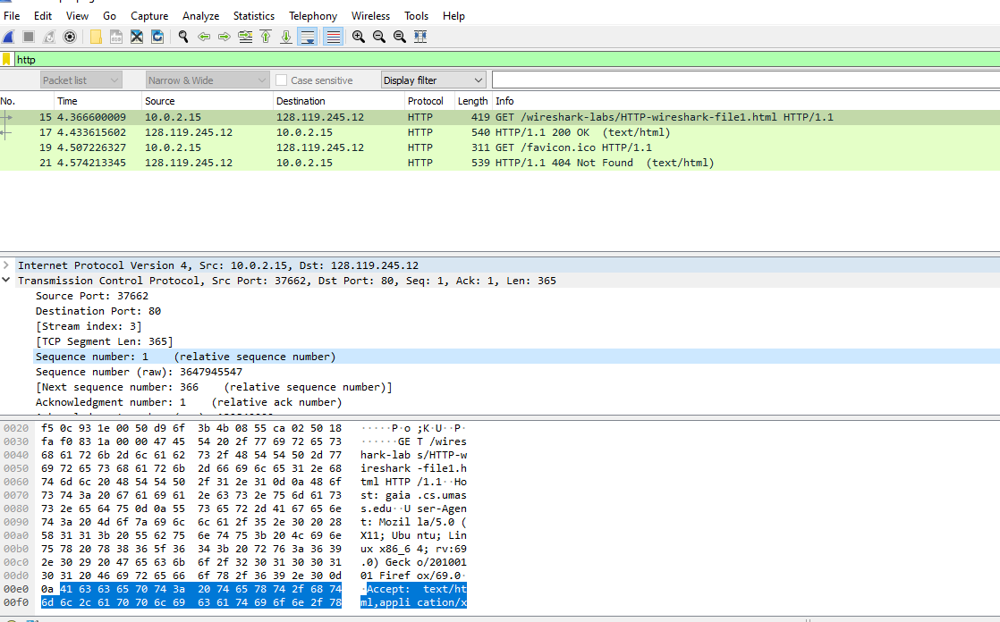 File Edit View Go Capture Analyze Statistics Telephony Wireless Tools Help
http
Packet list Narrow & Wide Case sensitive Display filter
No. Time Source Destination Protocol Length Info
15 4.366600009 10.0.2.15 128.119.245.12 HTTP 419 GET /wireshark-labs/HTTP-wireshark-file1.html HTTP/1.1
17 4.433615602 128.119.245.12 10.0.2.15 HTTP 540 HTTP/1.1 200 OK (text/html)
19 4.507226327 10.0.2.15 128.119.245.12 HTTP 311 GET /favicon.ico HTTP/1.1
21 4.574213345 128.119.245.12 10.0.2.15 HTTP 539 HTTP/1.1 404 Not Found (text/html)
Internet Protocol Version 4, Src: 10.0.2.15, Dst: 128.119.245.12
Transmission Control Protocol, Src Port: 37662, Dst Port: 80, Seq: 1, Ack: 1, Len: 365
Source Port: 37662
Destination Port: 80
[Stream index: 3]
[TCP Segment Len: 365]
Sequence number: 1 (relative sequence number)
Sequence number (raw): 3647945547
[Next sequence number: 366 (relative sequence number)]
Acknowledgment number: 1 (relative ack number)
0020 f5 0c 93 1e 00 50 d9 6f 3b 4b 08 55 ca 02 50 18 ·····P·o ;K·U··P·
0030 fa f0 83 1a 00 00 47 45 54 20 2f 77 69 72 65 73 ······GE T /wires
0040 68 61 72 6b 2d 6c 61 62 73 2f 48 54 54 50 2d 77 hark-lab s/HTTP-w
0050 69 72 65 73 68 61 72 6b 2d 66 69 6c 65 31 2e 68 ireshark -file1.h
0060 74 6d 6c 20 48 54 54 50 2f 31 2e 31 0d 0a 48 6f tml HTTP /1.1··Ho
0070 73 74 3a 20 67 61 69 61 2e 63 73 2e 75 6d 61 73 st: gaia .cs.umas
0080 73 2e 65 64 75 0d 0a 55 73 65 72 2d 41 67 65 6e s.edu··U ser-Agen
0090 74 3a 20 4d 6f 7a 69 6c 6c 61 2f 35 2e 30 20 28 t: Mozil la/5.0 (
00a0 58 31 31 3b 20 55 62 75 6e 74 75 3b 20 4c 69 6e X11; Ubu ntu; Lin
00b0 75 78 20 78 38 36 5f 36 34 3b 20 72 76 3a 36 39 ux x86_6 4; rv:69
00c0 2e 30 29 20 47 65 63 6b 6f 2f 32 30 31 30 30 31 .0) Geck o/201001
00d0 30 31 20 46 69 72 65 66 6f 78 2f 36 39 2e 30 0d 01 Firef ox/69.0·
00e0 0a 41 63 63 65 70 74 3a 20 74 65 78 74 2f 68 74 ·Accept: text/ht
00f0 6d 6c 2c 61 70 70 6c 69 63 61 74 69 6f 6e 2f 78 ml,appli cation/x